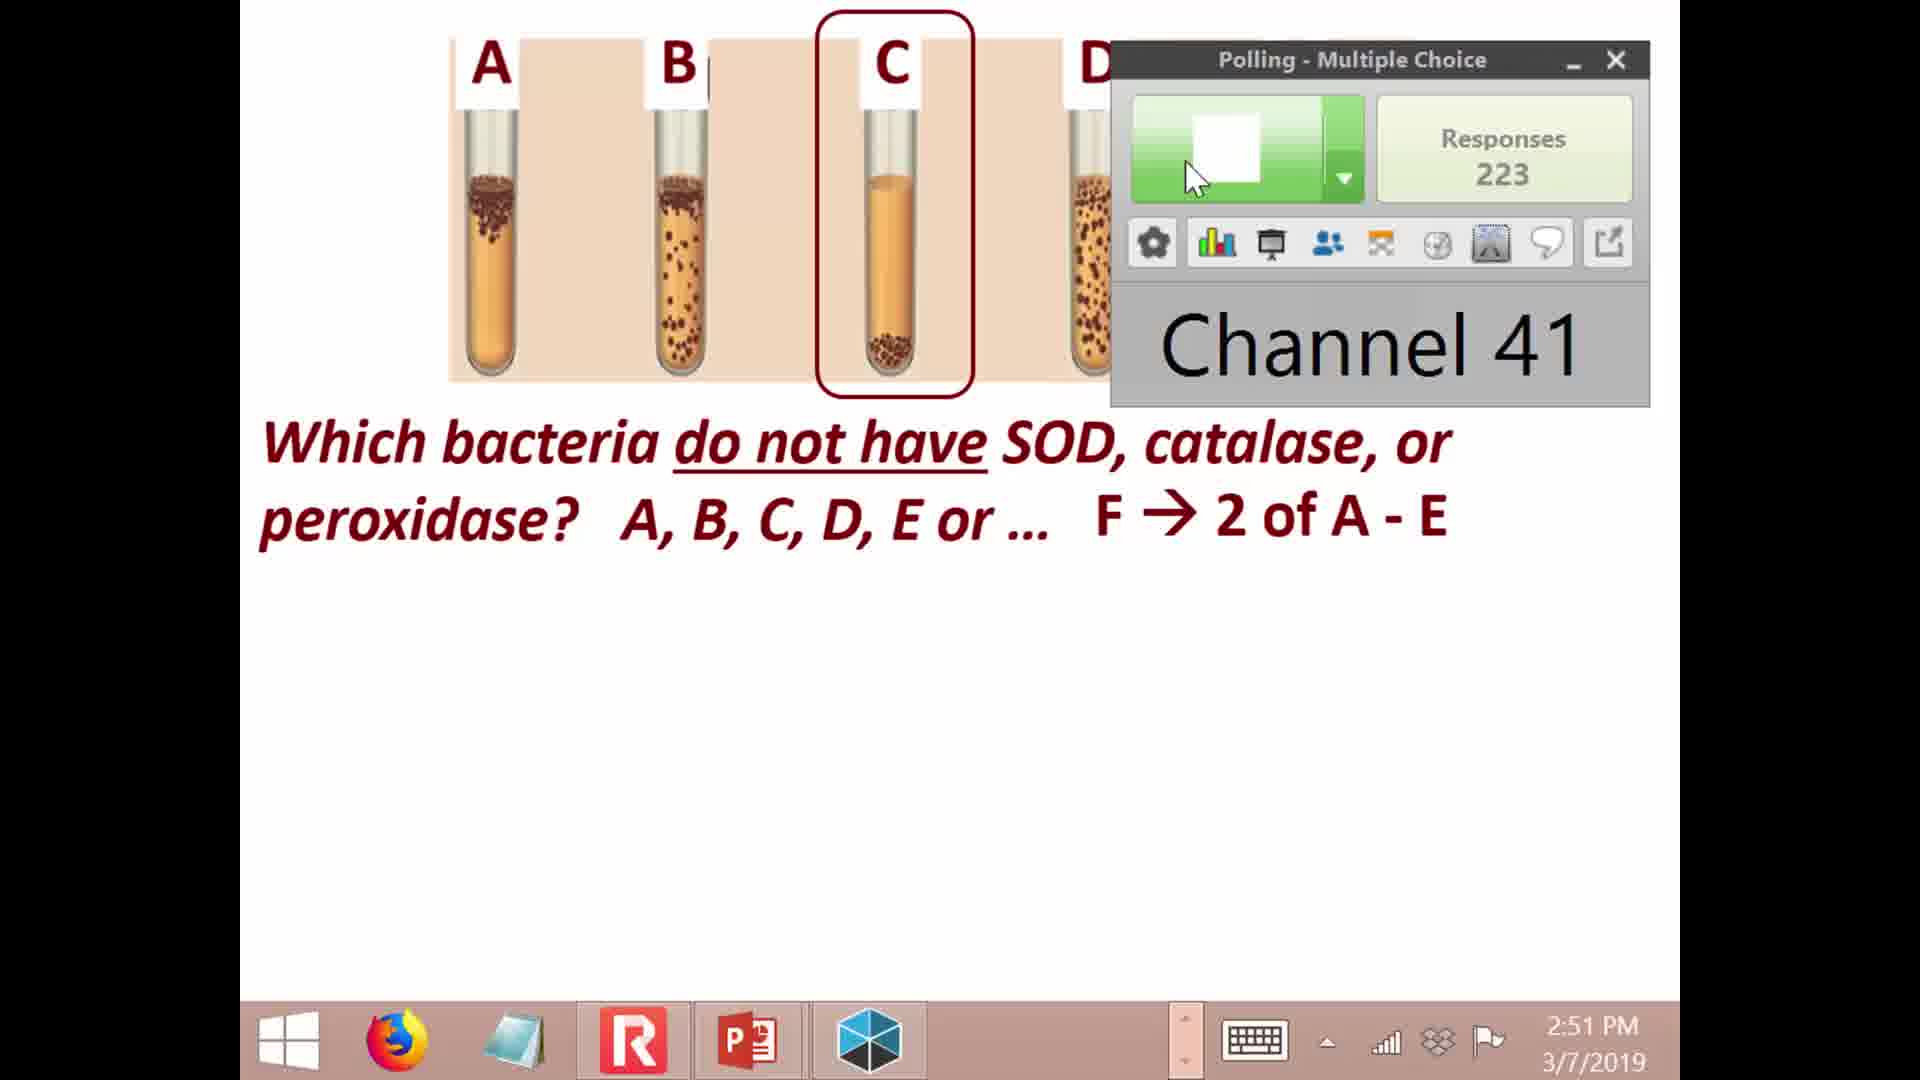 A B C D
Polling - Multiple Choice
Responses
223
Channel 41
Which bacteria do not have SOD, catalase, or
peroxidase? A, B, C, D, E or ... F → 2 of A - E
2:51 PM
3/7/2019